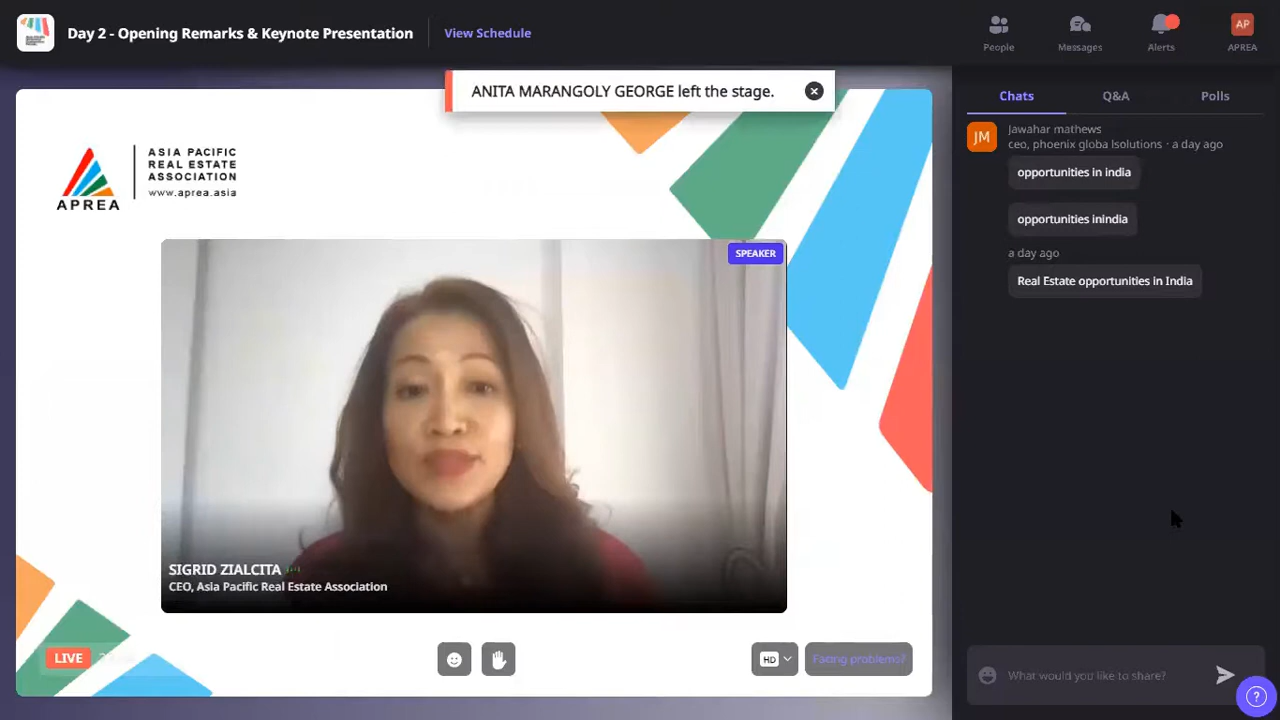 Day 2 - Opening Remarks & Keynote Presentation
View Schedule
People
Messages
Alerts
AP
APREA
ANITA MARANGOLY GEORGE left the stage.
APREA
ASIA PACIFIC
REAL ESTATE
ASSOCIATION
www.aprea.asia
SPEAKER
SIGRID ZIALCITA
CEO, Asia Pacific Real Estate Association
LIVE
HD
Facing problem?
Chats
Q&A
Polls
JM
Jawahar mathews
ceo, phoenix globa lsolutions · a day ago
opportunities in india
opportunities inindia
a day ago
Real Estate opportunities in India
What would you like to share?